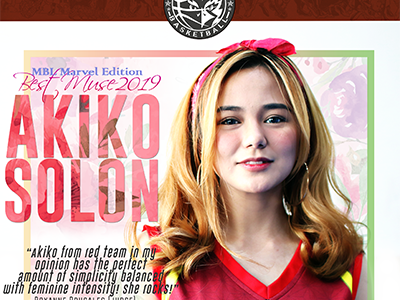 BASKETBALL
MBL Marvel Edition
Best Muse 2019
AKIKO
SOLON
"Akiko from red team in my
opinion has the perfect
amount of simplicity balanced
with feminine intensity! she rocks!"